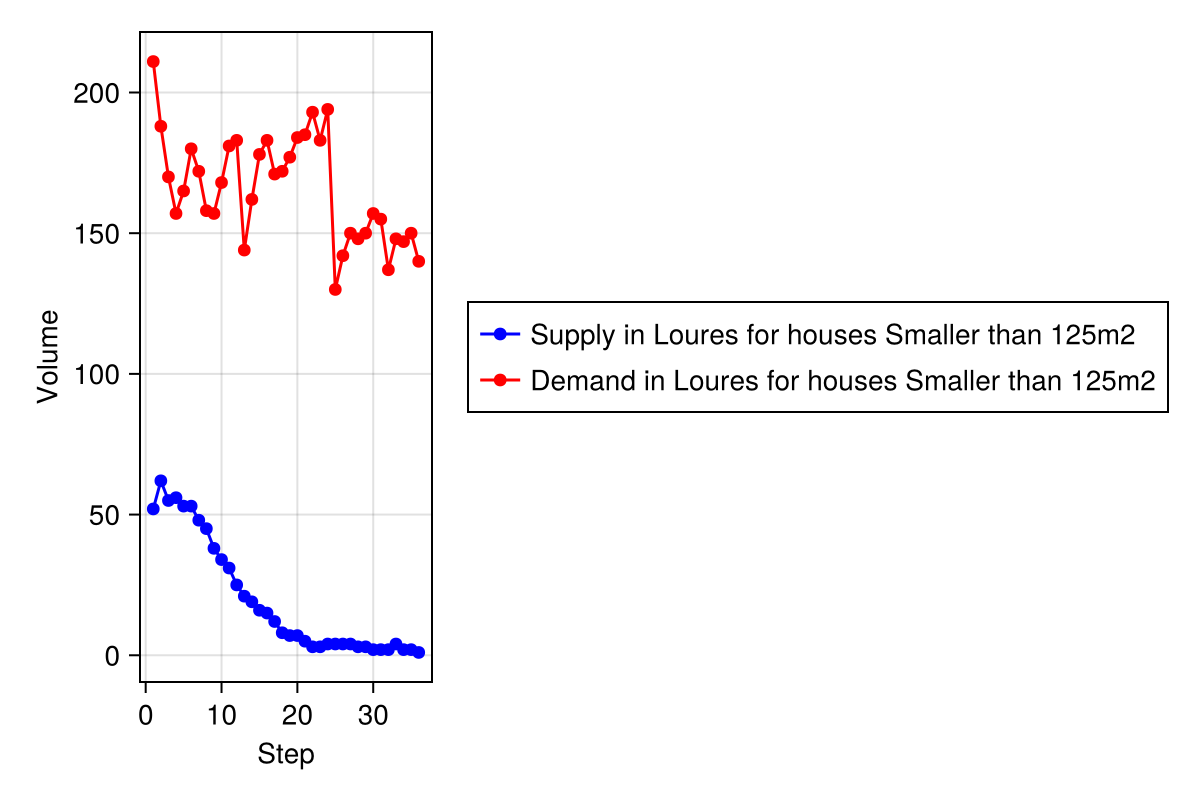 200
150
100
50
0
Volume
0 10 20 30
Step
Supply in Loures for houses Smaller than 125m2
Demand in Loures for houses Smaller than 125m2